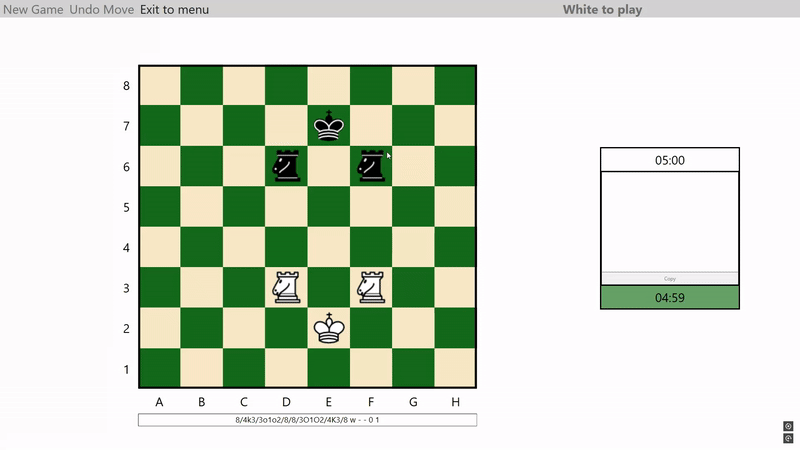 New Game Undo Move Exit to menu White to play
8
7
6
5
4
3
2
1
A B C D E F G H
8/4k3/3o1o2/8/8/3O1O2/4K3/8 w - - 0 1
05:00
Copy
04:59